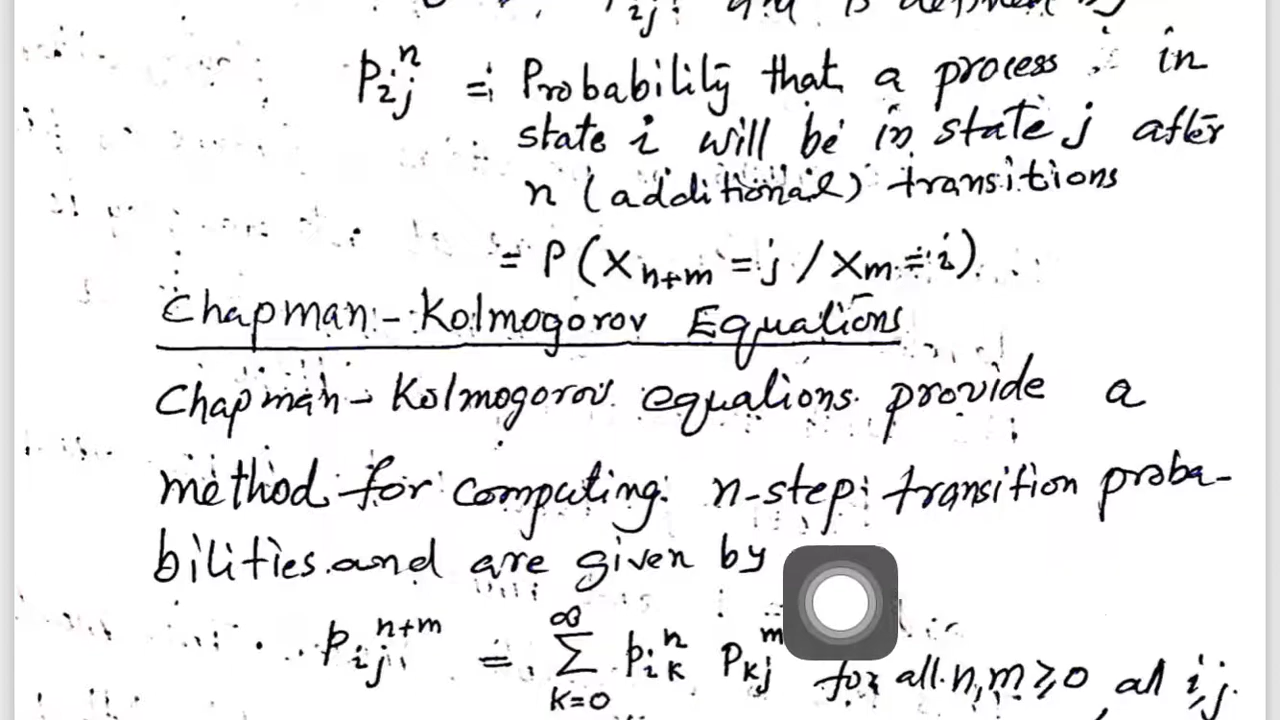 P_ij^n = Probability that a process in
state i will be in state j after
n (additional) transitions
= P(X_n+m = j / X_m = i)
Chapman-Kolmogorov Equations
Chapman-Kolmogorov equations provide a
method for computing n-step transition proba-
bilities and are given by
P_ij^n+m = ∑_k=0^∞ P_ik^n P_kj^m for all n, m ≥ 0, all i, j